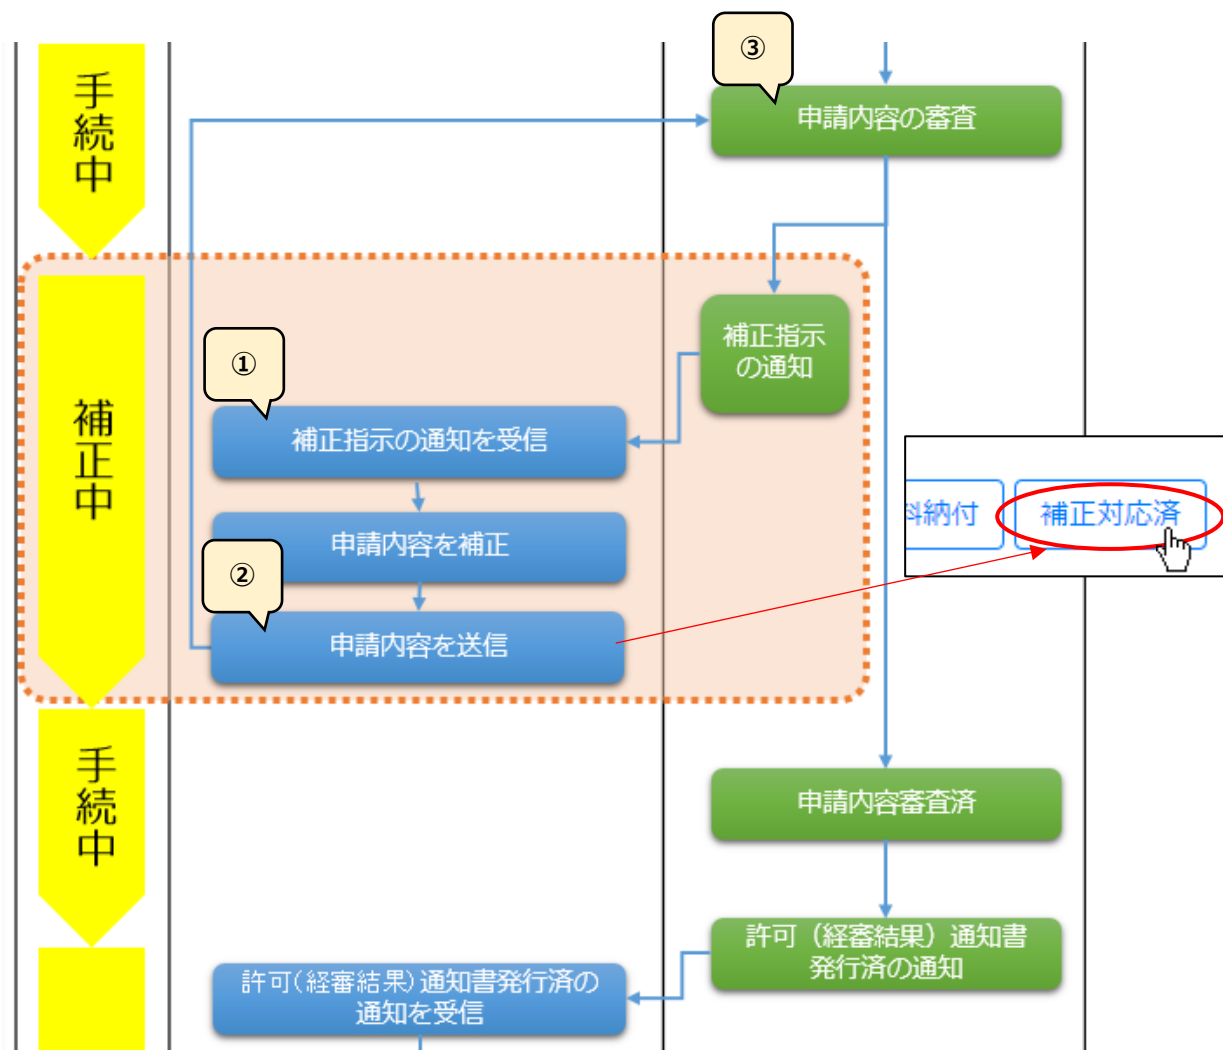 ③
手続中
申請内容の審査
補正指示
の通知
①
補正中
補正指示の通知を受信
料納付
補正対応済
申請内容を補正
②
申請内容を送信
手続中
申請内容審査済
許可（経審結果）通知書
発行済の通知
許可(経審結果)通知書発行済の
通知を受信